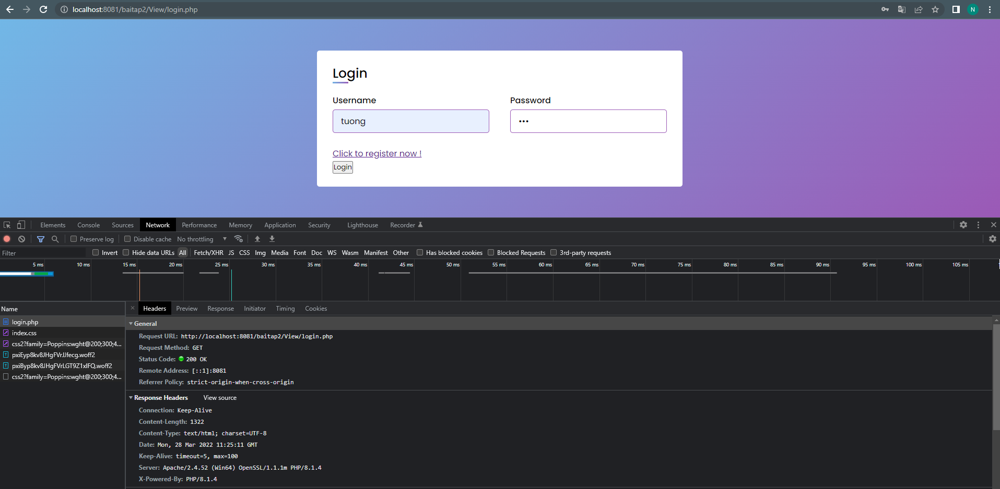 localhost:8081/baitap2/View/login.php
N
Login
Username Password
tuong •••
Click to register now !
Login
Elements Console Sources Network Performance Memory Application Security Lighthouse Recorder
Preserve log Disable cache No throttling
Filter Invert Hide data URLs All Fetch/XHR JS CSS Img Media Font Doc WS Wasm Manifest Other Has blocked cookies Blocked Requests 3rd-party requests
5 ms 10 ms 15 ms 20 ms 25 ms 30 ms 35 ms 40 ms 45 ms 50 ms 55 ms 60 ms 65 ms 70 ms 75 ms 80 ms 85 ms 90 ms 95 ms 100 ms 105 ms
Name
login.php
index.css
css2?family=Poppins:wght@200;300;4...
pxiEyp8kv8JHgFVrJJfecg.woff2
pxiByp8kv8JHgFVrLGT9Z1xlFQ.woff2
css2?family=Poppins:wght@200;300;4...
× Headers Preview Response Initiator Timing Cookies
General
Request URL: http://localhost:8081/baitap2/View/login.php
Request Method: GET
Status Code: 200 OK
Remote Address: [::1]:8081
Referrer Policy: strict-origin-when-cross-origin
Response Headers View source
Connection: Keep-Alive
Content-Length: 1322
Content-Type: text/html; charset=UTF-8
Date: Mon, 28 Mar 2022 11:25:11 GMT
Keep-Alive: timeout=5, max=100
Server: Apache/2.4.52 (Win64) OpenSSL/1.1.1m PHP/8.1.4
X-Powered-By: PHP/8.1.4